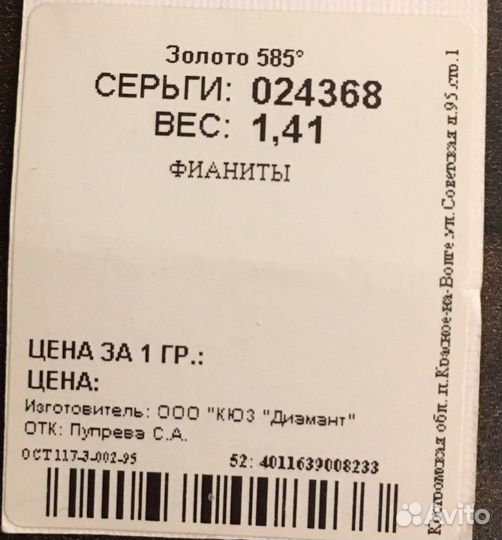 Золото 585°
СЕРЬГИ: 024368
ВЕС: 1,41
ФИАНИТЫ
ЦЕНА ЗА 1 ГР.:
ЦЕНА:
Изготовитель: ООО "КЮЗ "Диамант"
ОТК: Пупрева С.А.
ОСТ117-3-002-95 52: 4011639008233
Костромская обл. п.Красное-на-Волге.ул.Советская п.95.стр.1
Avito